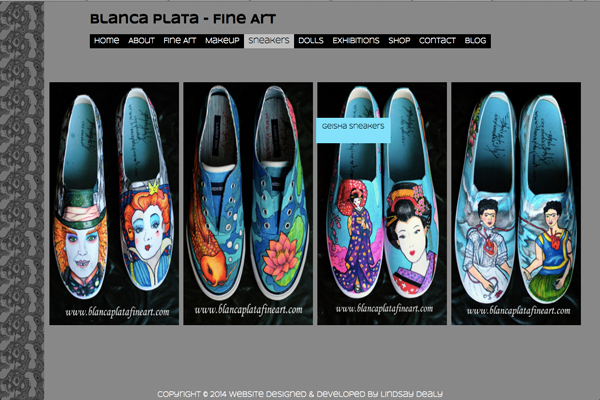 Blanca Plata - Fine Art
Home About Fine Art Makeup Sneakers Dolls Exhibitions Shop Contact Blog
Geisha Sneakers
www.blancaplatafineart.com www.blancaplatafineart.com www.blancaplatafineart.com www.blancaplatafineart.com
Copyright © 2014 Website Designed & Developed by Lindsay Dealy